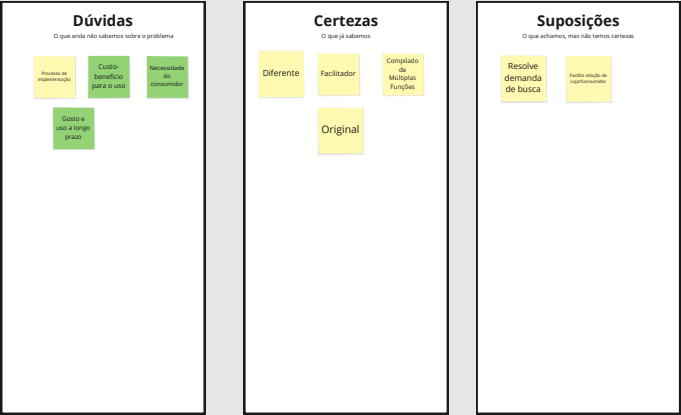 Dúvidas
O que anda não sabemos sobre o problema
Processo de
implementação
Custo-
beneficio
para o uso
Necessidade
do
consumidor
Gosto e
uso a longo
prazo
Certezas
O que já sabemos
Diferente
Facilitador
Compilado
de
Múltiplas
Funções
Original
Suposições
O que achamos, mas não temos certezas
Resolve
demanda
de busca
Facilita relação de
Loja/Consumidor